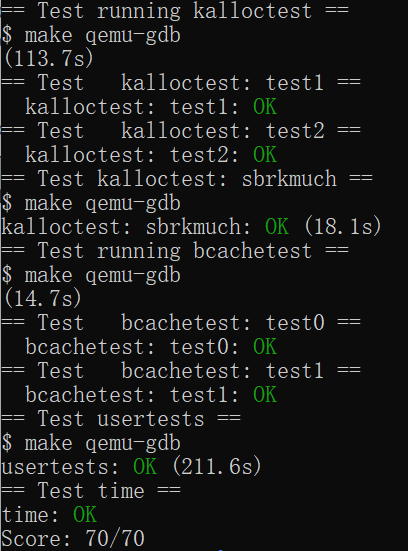 == Test running kalloctest ==
$ make qemu-gdb
(113.7s)
== Test   kalloctest: test1 ==
  kalloctest: test1: OK
== Test   kalloctest: test2 ==
  kalloctest: test2: OK
== Test kalloctest: sbrkmuch ==
$ make qemu-gdb
kalloctest: sbrkmuch: OK (18.1s)
== Test running bcachetest ==
$ make qemu-gdb
(14.7s)
== Test   bcachetest: test0 ==
  bcachetest: test0: OK
== Test   bcachetest: test1 ==
  bcachetest: test1: OK
== Test usertests ==
$ make qemu-gdb
usertests: OK (211.6s)
== Test time ==
time: OK
Score: 70/70